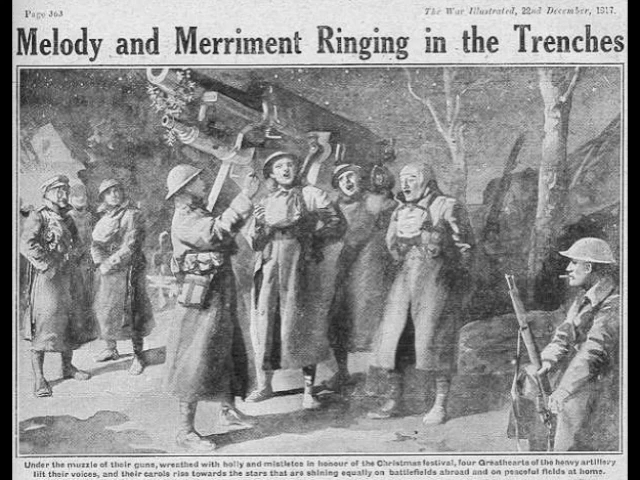 Page 363
The War Illustrated, 22nd December, 1917.
Melody and Merriment Ringing in the Trenches
Under the muzzle of their guns, wreathed with holly and mistletoe in honour of the Christmas festival, four Greathearts of the heavy artillery
lilt their voices, and their carols rise towards the stars that are shining equally on battlefields abroad and on peaceful fields at home.